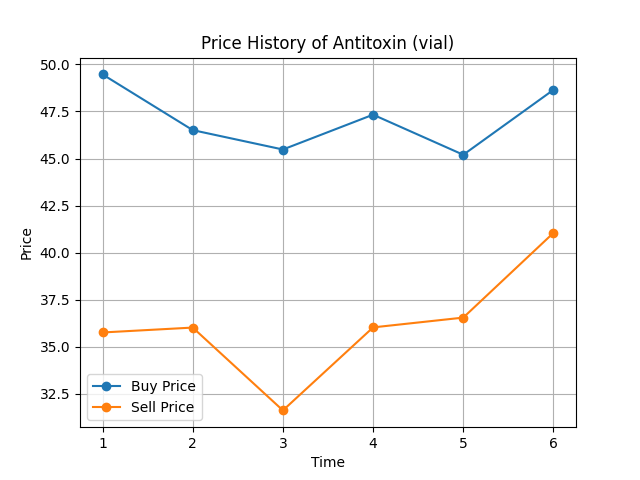 Price History of Antitoxin (vial)
50.0
47.5
45.0
42.5
40.0
37.5
35.0
32.5
Price
Buy Price
Sell Price
1 2 3 4 5 6
Time